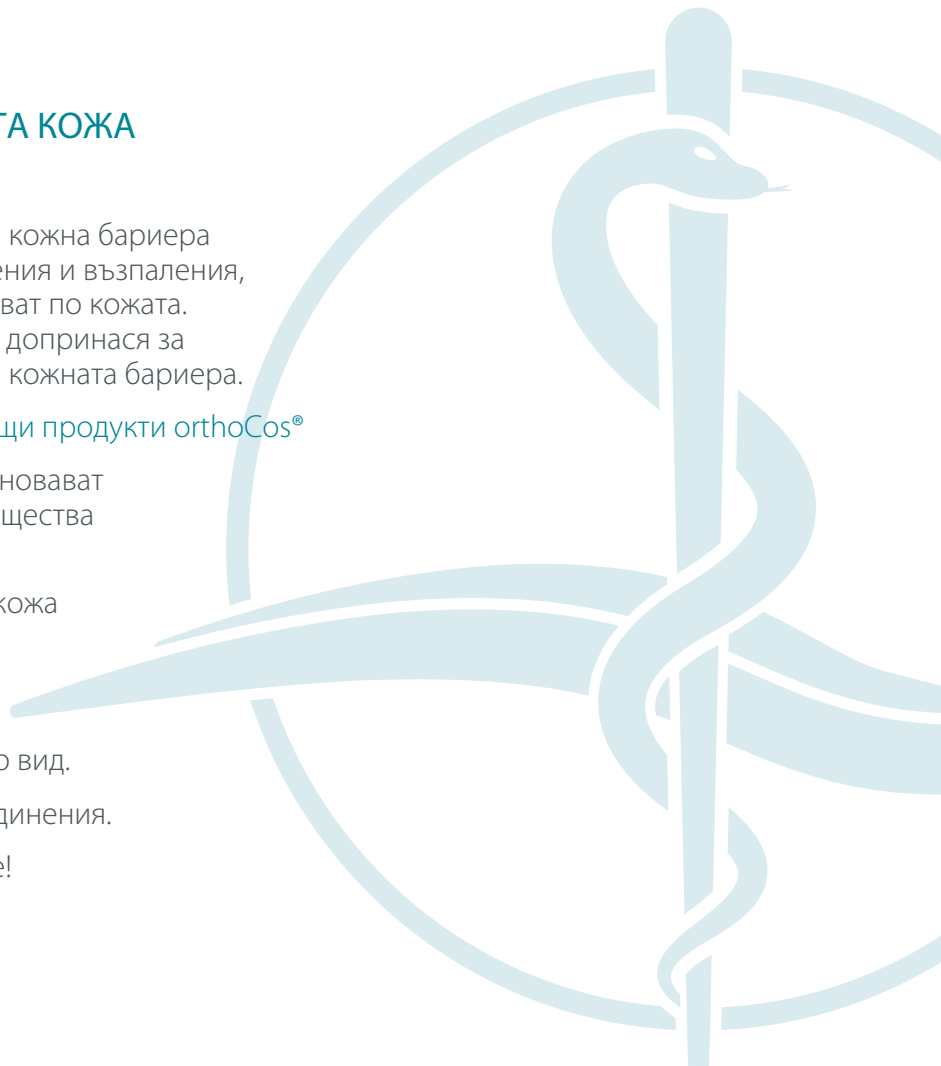 ТА КОЖА
кожна бариера
ения и възпаления,
ват по кожата.
допринася за
кожната бариера.
щи продукти orthoCos®
новават
щества
кожа
о вид.
динения.
е!